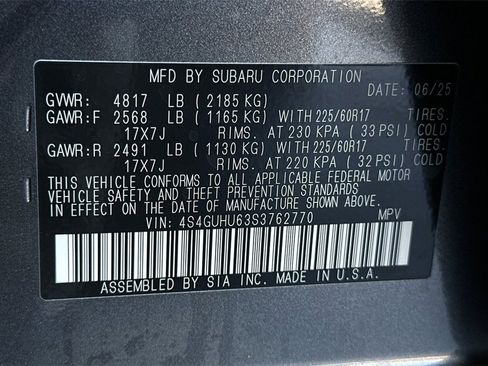 MFD BY SUBARU CORPORATION
DATE: 06/25
GVWR: 4817 LB (2185 KG)
GAWR:F 2568 LB (1165 KG) WITH 225/60R17 TIRES.
17X7J RIMS. AT 230 KPA (33 PSI) COLD
GAWR:R 2491 LB (1130 KG) WITH 225/60R17 TIRES.
17X7J RIMS. AT 220 KPA (32 PSI) COLD
THIS VEHICLE CONFORMS TO ALL APPLICABLE FEDERAL MOTOR
VEHICLE SAFETY AND THEFT PREVENTION STANDARDS
IN EFFECT ON THE DATE OF MANUFACTURE SHOWN ABOVE.
VIN: 4S4GUHU63S3762770 MPV
ASSEMBLED BY SIA INC. MADE IN U.S.A.